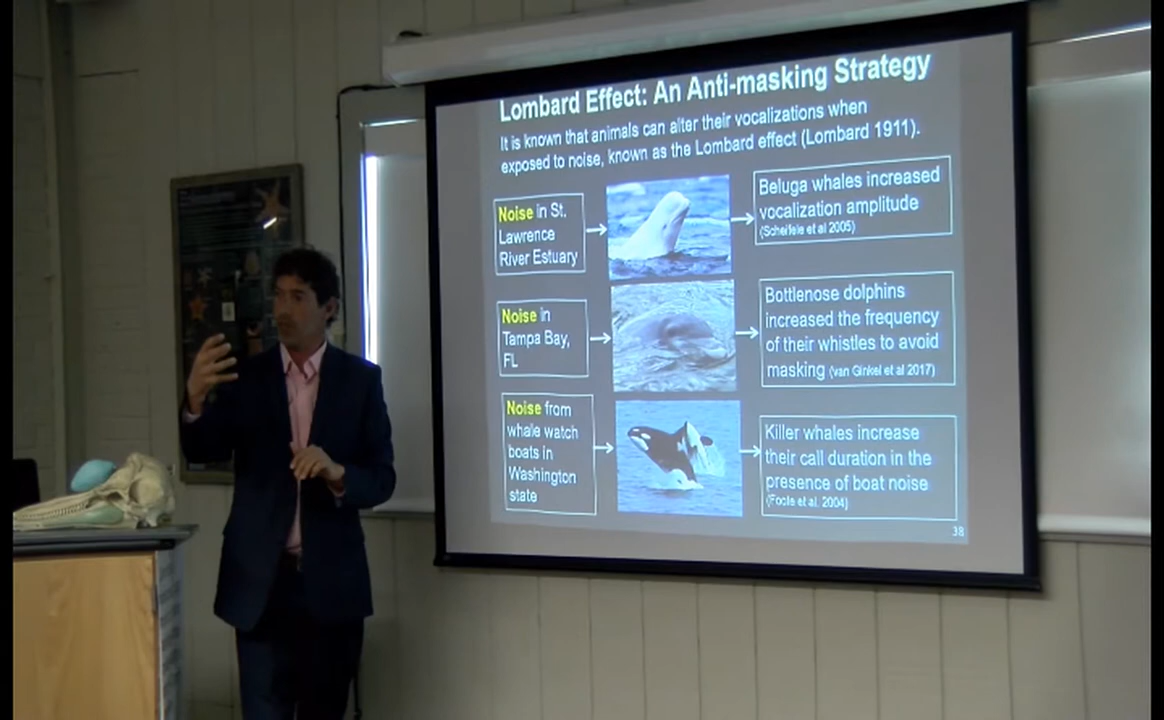 Lombard Effect: An Anti-masking Strategy
It is known that animals can alter their vocalizations when
exposed to noise, known as the Lombard effect (Lombard 1911).
Noise in St.
Lawrence
River Estuary
Beluga whales increased
vocalization amplitude
(Scheifele et al 2005)
Noise in
Tampa Bay,
FL
Bottlenose dolphins
increased the frequency
of their whistles to avoid
masking (van Ginkel et al 2017)
Noise from
whale watch
boats in
Washington
state
Killer whales increase
their call duration in the
presence of boat noise
(Foote et al. 2004)
38